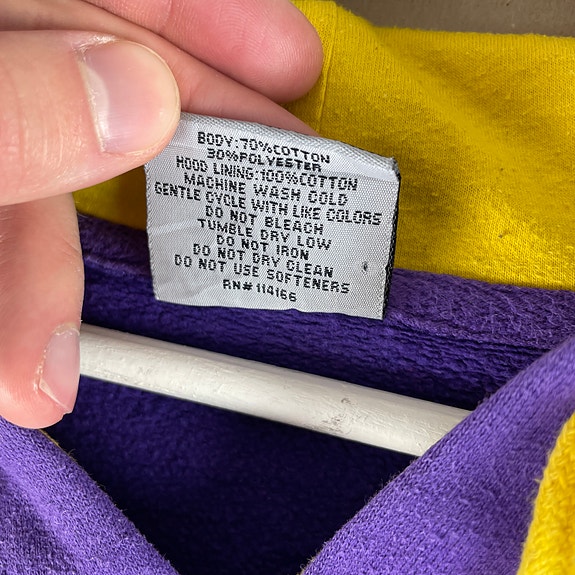 BODY:70%COTTON
30%POLYESTER
HOOD LINING:100%COTTON
MACHINE WASH COLD
GENTLE CYCLE WITH LIKE COLORS
DO NOT BLEACH
TUMBLE DRY LOW
DO NOT IRON
DO NOT DRY CLEAN
DO NOT USE SOFTENERS
RN#114166